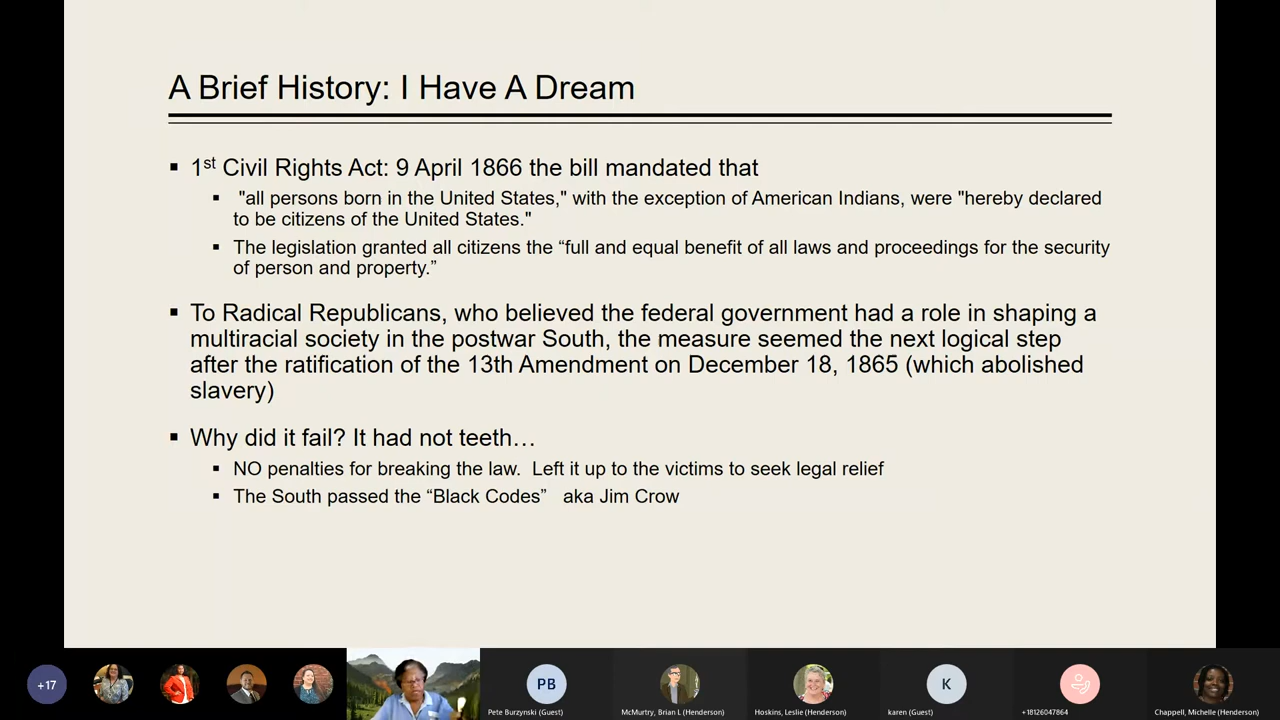 A Brief History: I Have A Dream
▪ 1st Civil Rights Act: 9 April 1866 the bill mandated that
▪ "all persons born in the United States," with the exception of American Indians, were "hereby declared
to be citizens of the United States."
▪ The legislation granted all citizens the “full and equal benefit of all laws and proceedings for the security
of person and property.”
▪ To Radical Republicans, who believed the federal government had a role in shaping a
multiracial society in the postwar South, the measure seemed the next logical step
after the ratification of the 13th Amendment on December 18, 1865 (which abolished
slavery)
▪ Why did it fail? It had not teeth…
▪ NO penalties for breaking the law.  Left it up to the victims to seek legal relief
▪ The South passed the “Black Codes”   aka Jim Crow
+17
PB
K
Pete Burzynski (Guest)
McMurtry, Brian L (Henderson)
Hoskins, Leslie (Henderson)
karen (Guest)
+18126047864
Chappell, Michelle (Henderson)